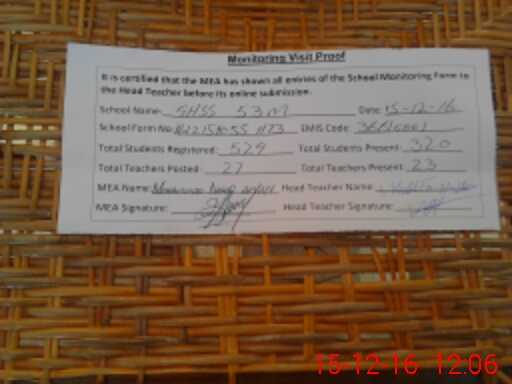 Monitoring Visit Proof
It is certified that the MEA has shown all entries of the School Monitoring Form to
the Head Teacher before its online submission.
School Name: GHSS 53M Date: 15-12-16
School Form No: EMIS Code:
Total Students Registered: 529 Total Students Present: 320
Total Teachers Posted: 27 Total Teachers Present: 23
MEA Name: Head Teacher Name:
MEA Signature: Head Teacher Signature:
15-12-16 12:06